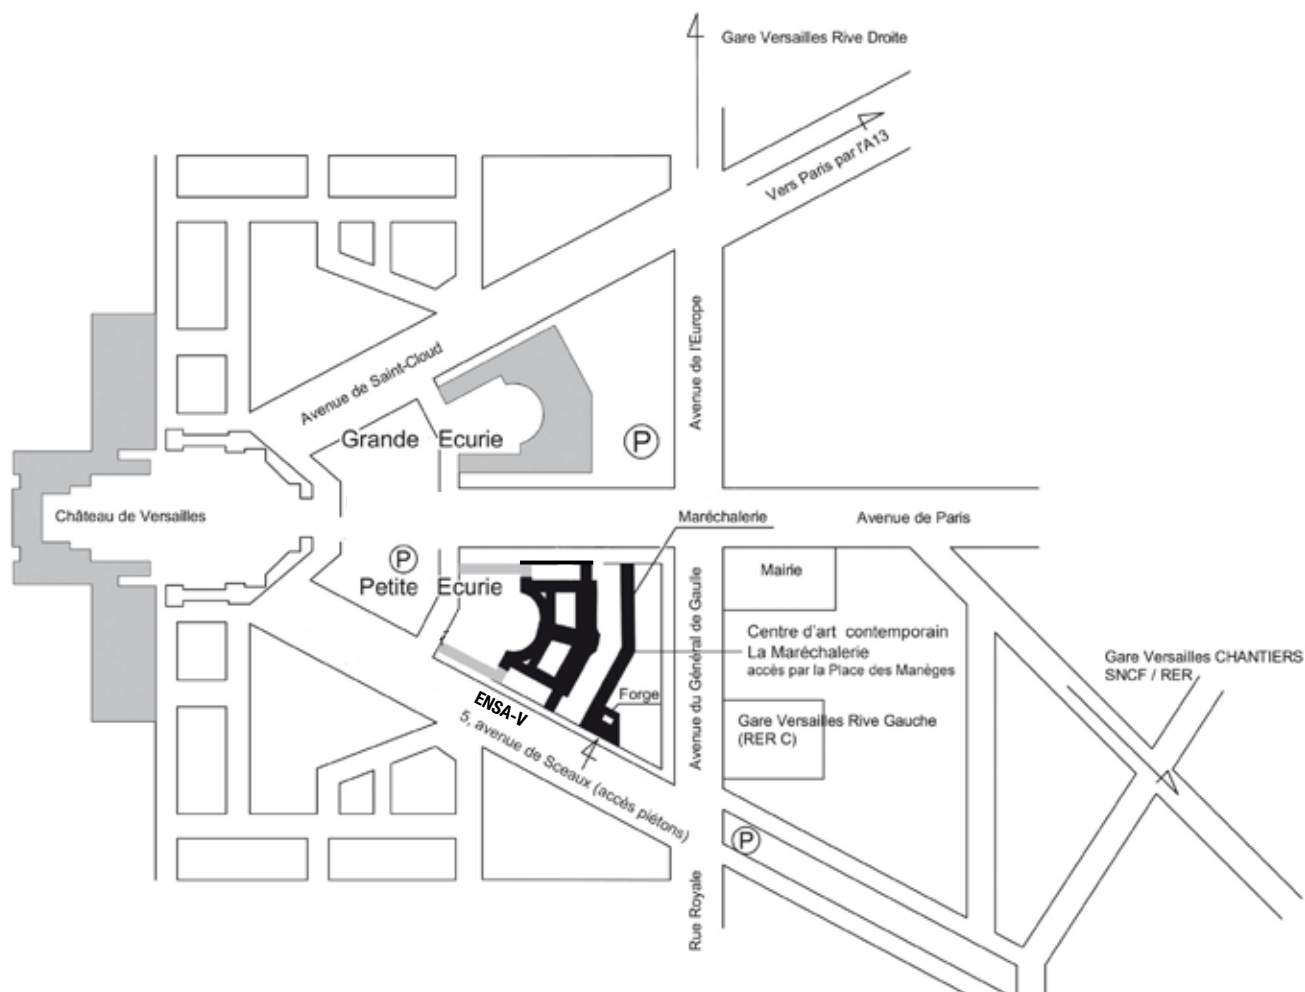 Gare Versailles Rive Droite
Vers Paris par l'A13
Avenue de l'Europe
Avenue de Saint-Cloud
Grande Ecurie
P
Château de Versailles
Maréchalerie
Avenue de Paris
P
Petite Ecurie
Mairie
Avenue du Général de Gaulle
Centre d'art contemporain
La Maréchalerie
accès par la Place des Manèges
Gare Versailles CHANTIERS
SNCF / RER
Forge
ENSA-V
5, avenue de Sceaux (accès piétons)
Gare Versailles Rive Gauche
(RER C)
P
Rue Royale